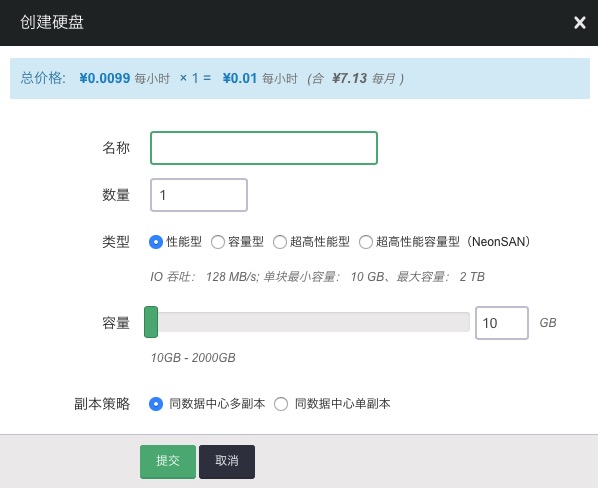 创建硬盘
总价格: ¥0.0099 每小时 × 1 = ¥0.01 每小时 (合 ¥7.13 每月 )
名称
数量 1
类型 性能型 容量型 超高性能型 超高性能容量型（NeonSAN）
IO 吞吐： 128 MB/s; 单块最小容量： 10 GB、最大容量： 2 TB
容量 10 GB
10GB - 2000GB
副本策略 同数据中心多副本 同数据中心单副本
提交 取消